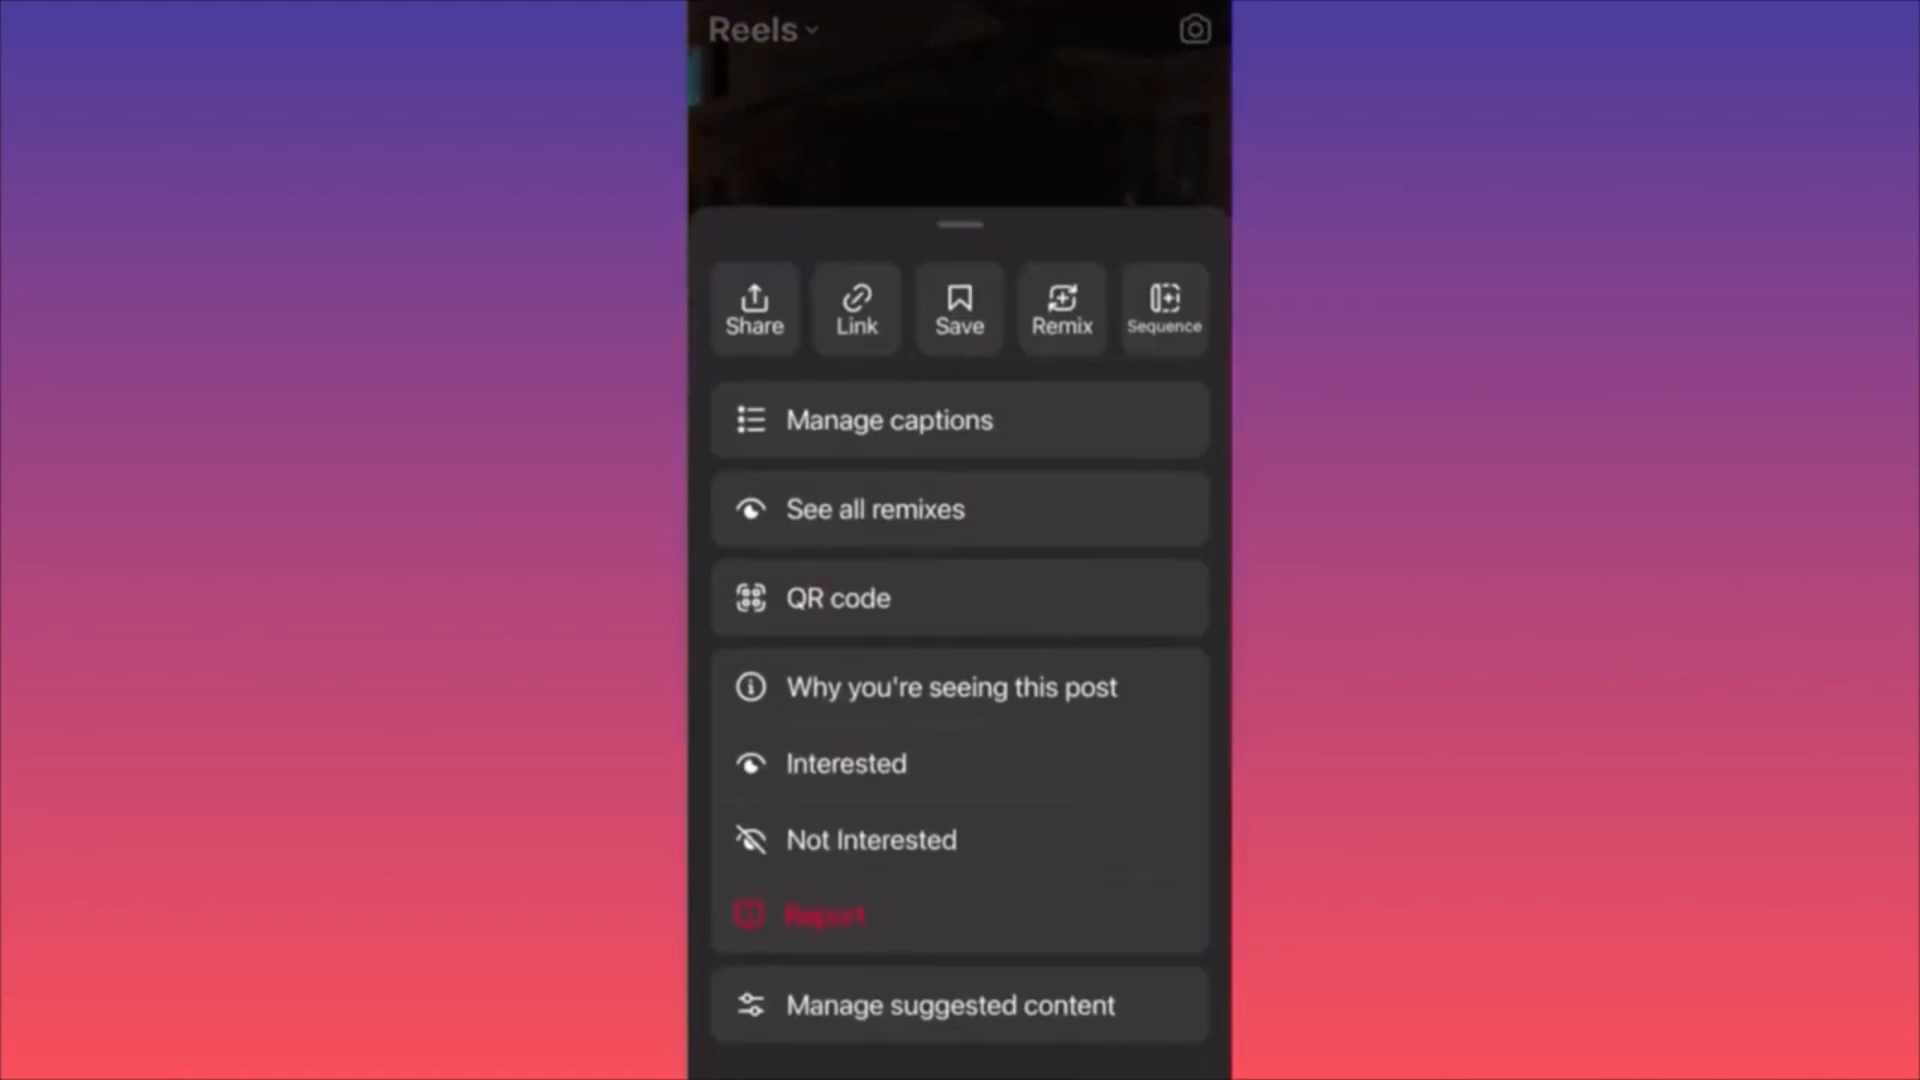 Reels
Share
Link
Save
Remix
Sequence
Manage captions
See all remixes
QR code
Why you're seeing this post
Interested
Not Interested
Report
Manage suggested content